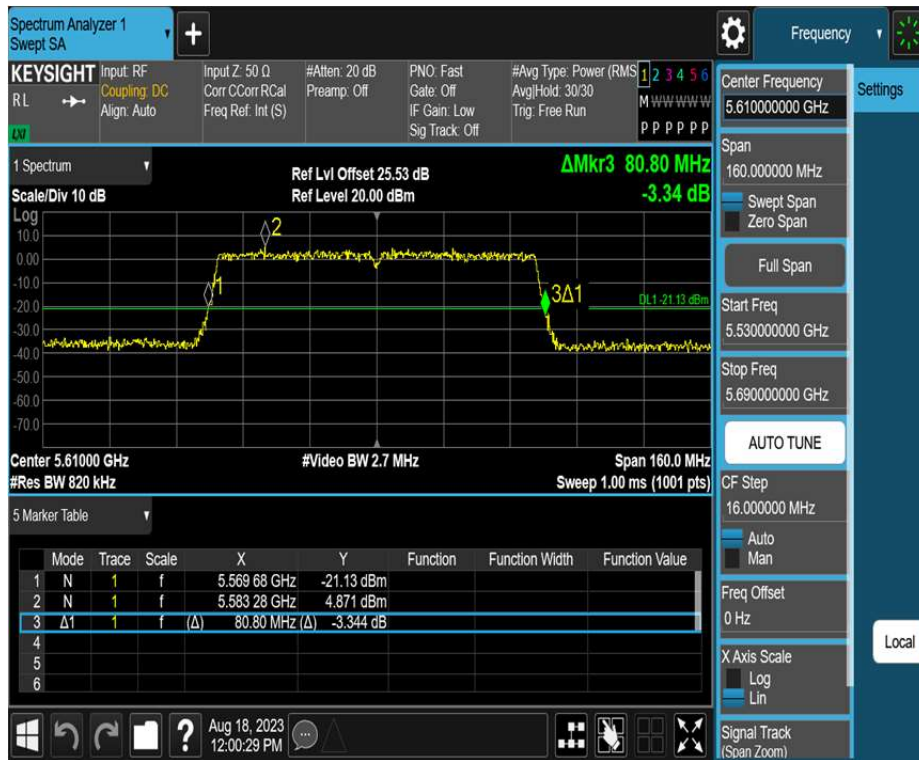 Spectrum Analyzer 1
Swept SA
+
Frequency
KEYSIGHT
RL
LXI
Input: RF
Coupling: DC
Align: Auto
Input Z: 50 Ω
Corr CCorr RCal
Freq Ref: Int (S)
#Atten: 20 dB
Preamp: Off
PNO: Fast
Gate: Off
IF Gain: Low
Sig Track: Off
#Avg Type: Power (RMS
Avg|Hold: 30/30
Trig: Free Run
1 2 3 4 5 6
M W W W W W
P P P P P P
1 Spectrum
Scale/Div 10 dB
Ref Lvl Offset 25.53 dB
Ref Level 20.00 dBm
ΔMkr3 80.80 MHz
-3.34 dB
Log
10.0
0.00
-10.0
-20.0
-30.0
-40.0
-50.0
-60.0
-70.0
2
1
3Δ1
DL1 -21.13 dBm
Center 5.61000 GHz
#Video BW 2.7 MHz
Span 160.0 MHz
#Res BW 820 kHz
Sweep 1.00 ms (1001 pts)
5 Marker Table
Mode Trace Scale X Y Function Function Width Function Value
1 N 1 f 5.569 68 GHz -21.13 dBm
2 N 1 f 5.583 28 GHz 4.871 dBm
3 Δ1 1 f (Δ) 80.80 MHz (Δ) -3.344 dB
4
5
6
?
Aug 18, 2023
12:00:29 PM
Center Frequency
5.610000000 GHz
Span
160.000000 MHz
Swept Span
Zero Span
Full Span
Start Freq
5.530000000 GHz
Stop Freq
5.690000000 GHz
AUTO TUNE
CF Step
16.000000 MHz
Auto
Man
Freq Offset
0 Hz
X Axis Scale
Log
Lin
Signal Track
(Span Zoom)
Settings
Local